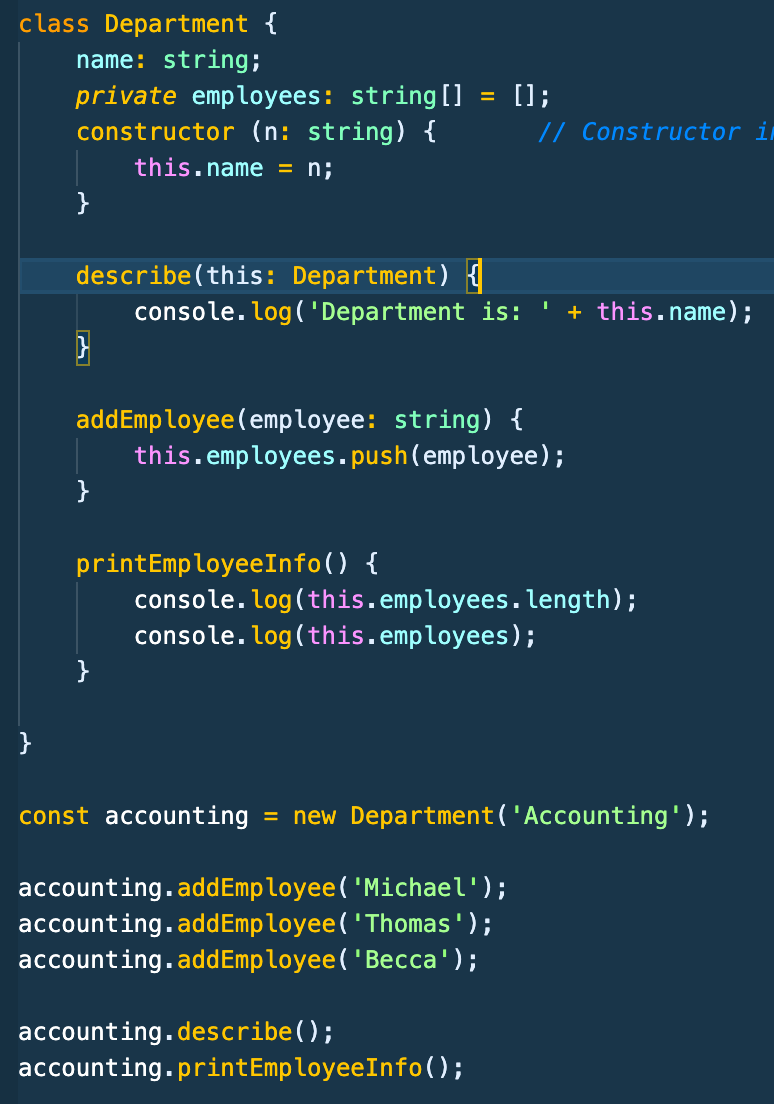 class Department {
    name: string;
    private employees: string[] = [];
    constructor (n: string) {       // Constructor
        this.name = n;
    }

    describe(this: Department) {
        console.log('Department is: ' + this.name);
    }

    addEmployee(employee: string) {
        this.employees.push(employee);
    }

    printEmployeeInfo() {
        console.log(this.employees.length);
        console.log(this.employees);
    }

}

const accounting = new Department('Accounting');

accounting.addEmployee('Michael');
accounting.addEmployee('Thomas');
accounting.addEmployee('Becca');

accounting.describe();
accounting.printEmployeeInfo();